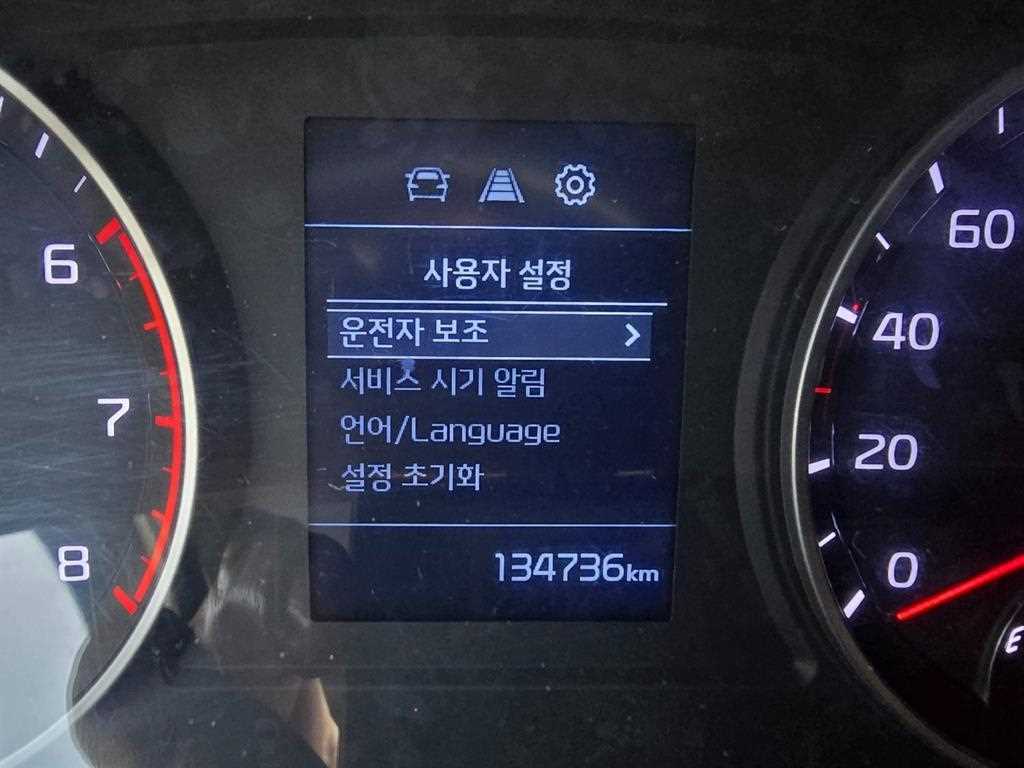 사용자 설정
운전자 보조
서비스 시기 알림
언어/Language
설정 초기화
134736km
6
7
8
60
40
20
0
E